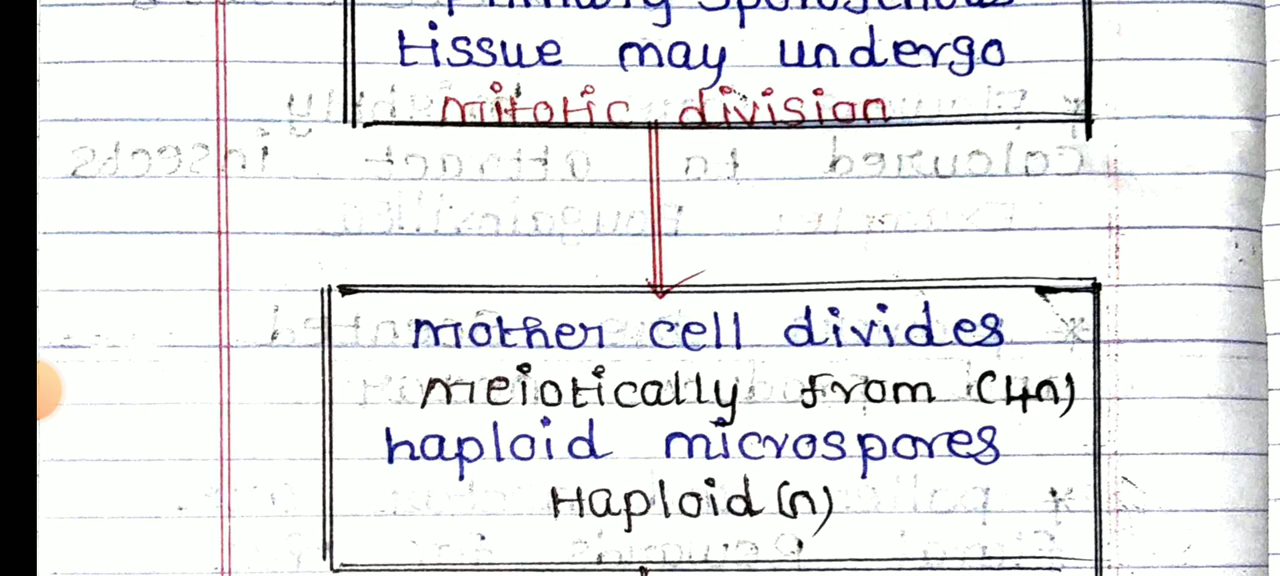 tissue may undergo
mitotic division
mother cell divides
meiotically from (4n)
haploid microspores
Haploid (n)